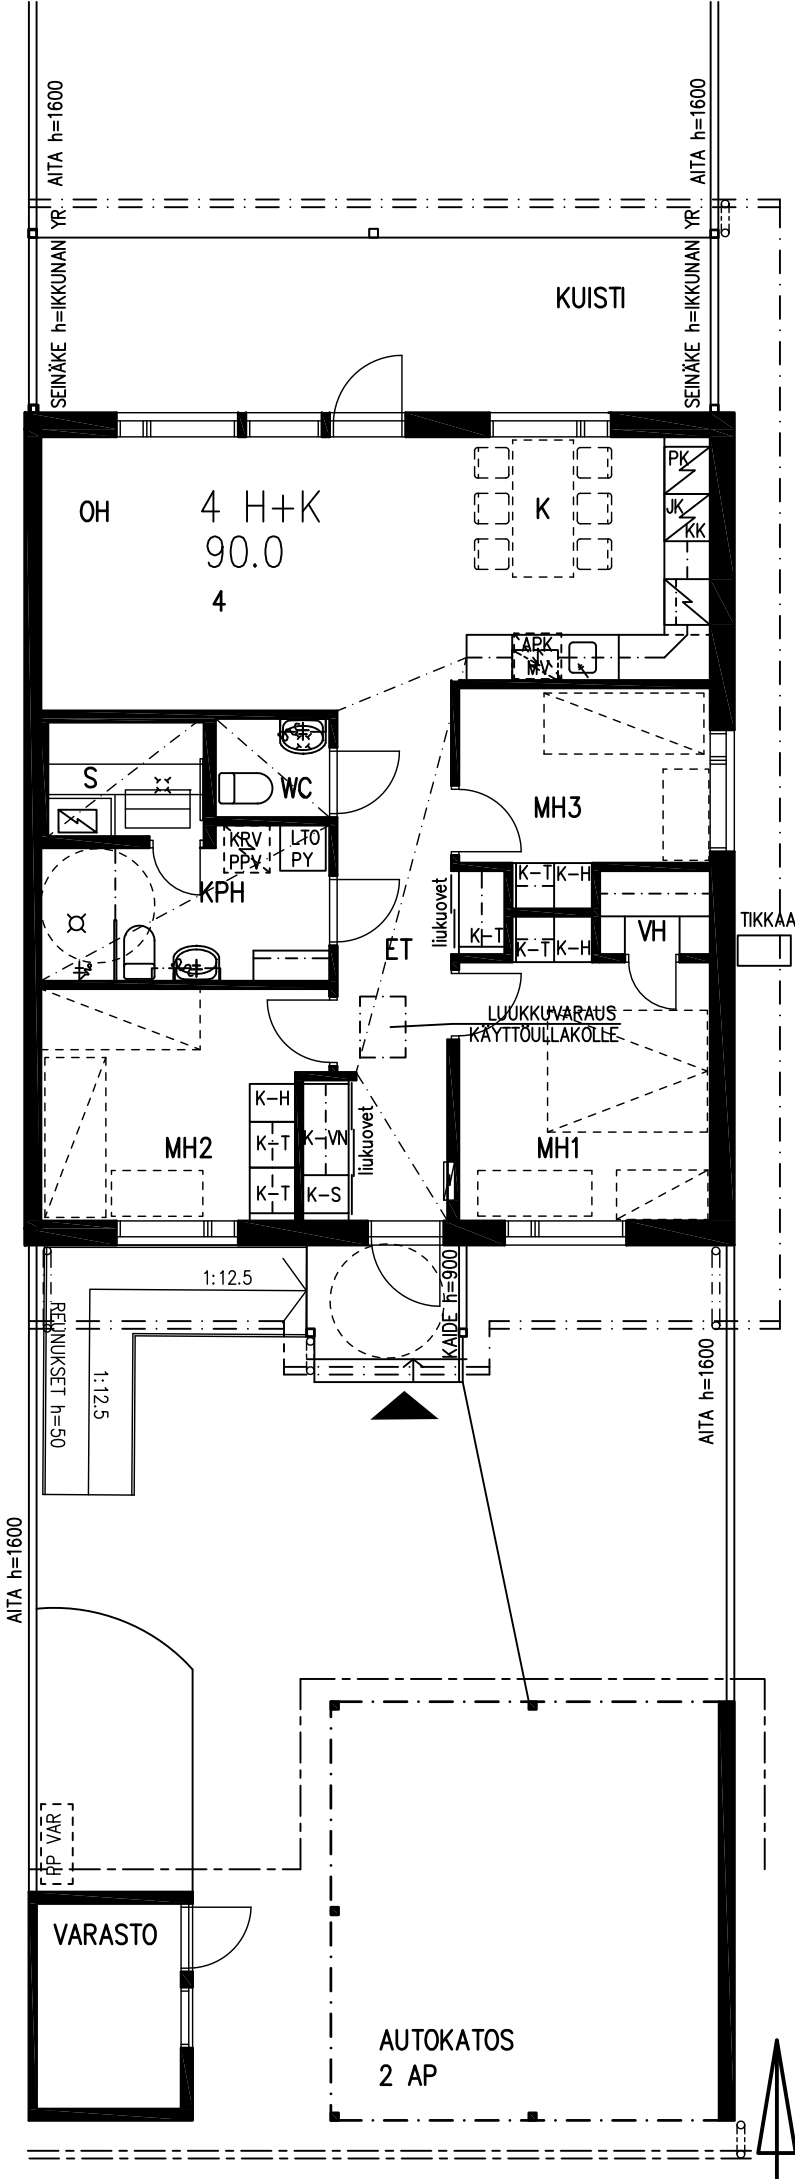 AITA h=1600
AITA h=1600
SEINÄKE h=IKKUNAN YR
SEINÄKE h=IKKUNAN YR
KUISTI
OH
4 H+K
90.0
4
K
PK
JK
KK
APK
MV
S
WC
MH3
KRV
PPV
LTO
PY
KPH
liukuovet
K-T
K-H
K-T
K-T
K-H
VH
TIKKAA
ET
LUUKKUVARAUS
KÄYTTÖULLAKOLLE
K-H
K-T
K-T
MH2
K-VN
K-S
liukuovet
MH1
1:12.5
REUNUKSET h=50
1:12.5
KAIDE h=900
AITA h=1600
AITA h=1600
PP VAR
VARASTO
AUTOKATOS
2 AP